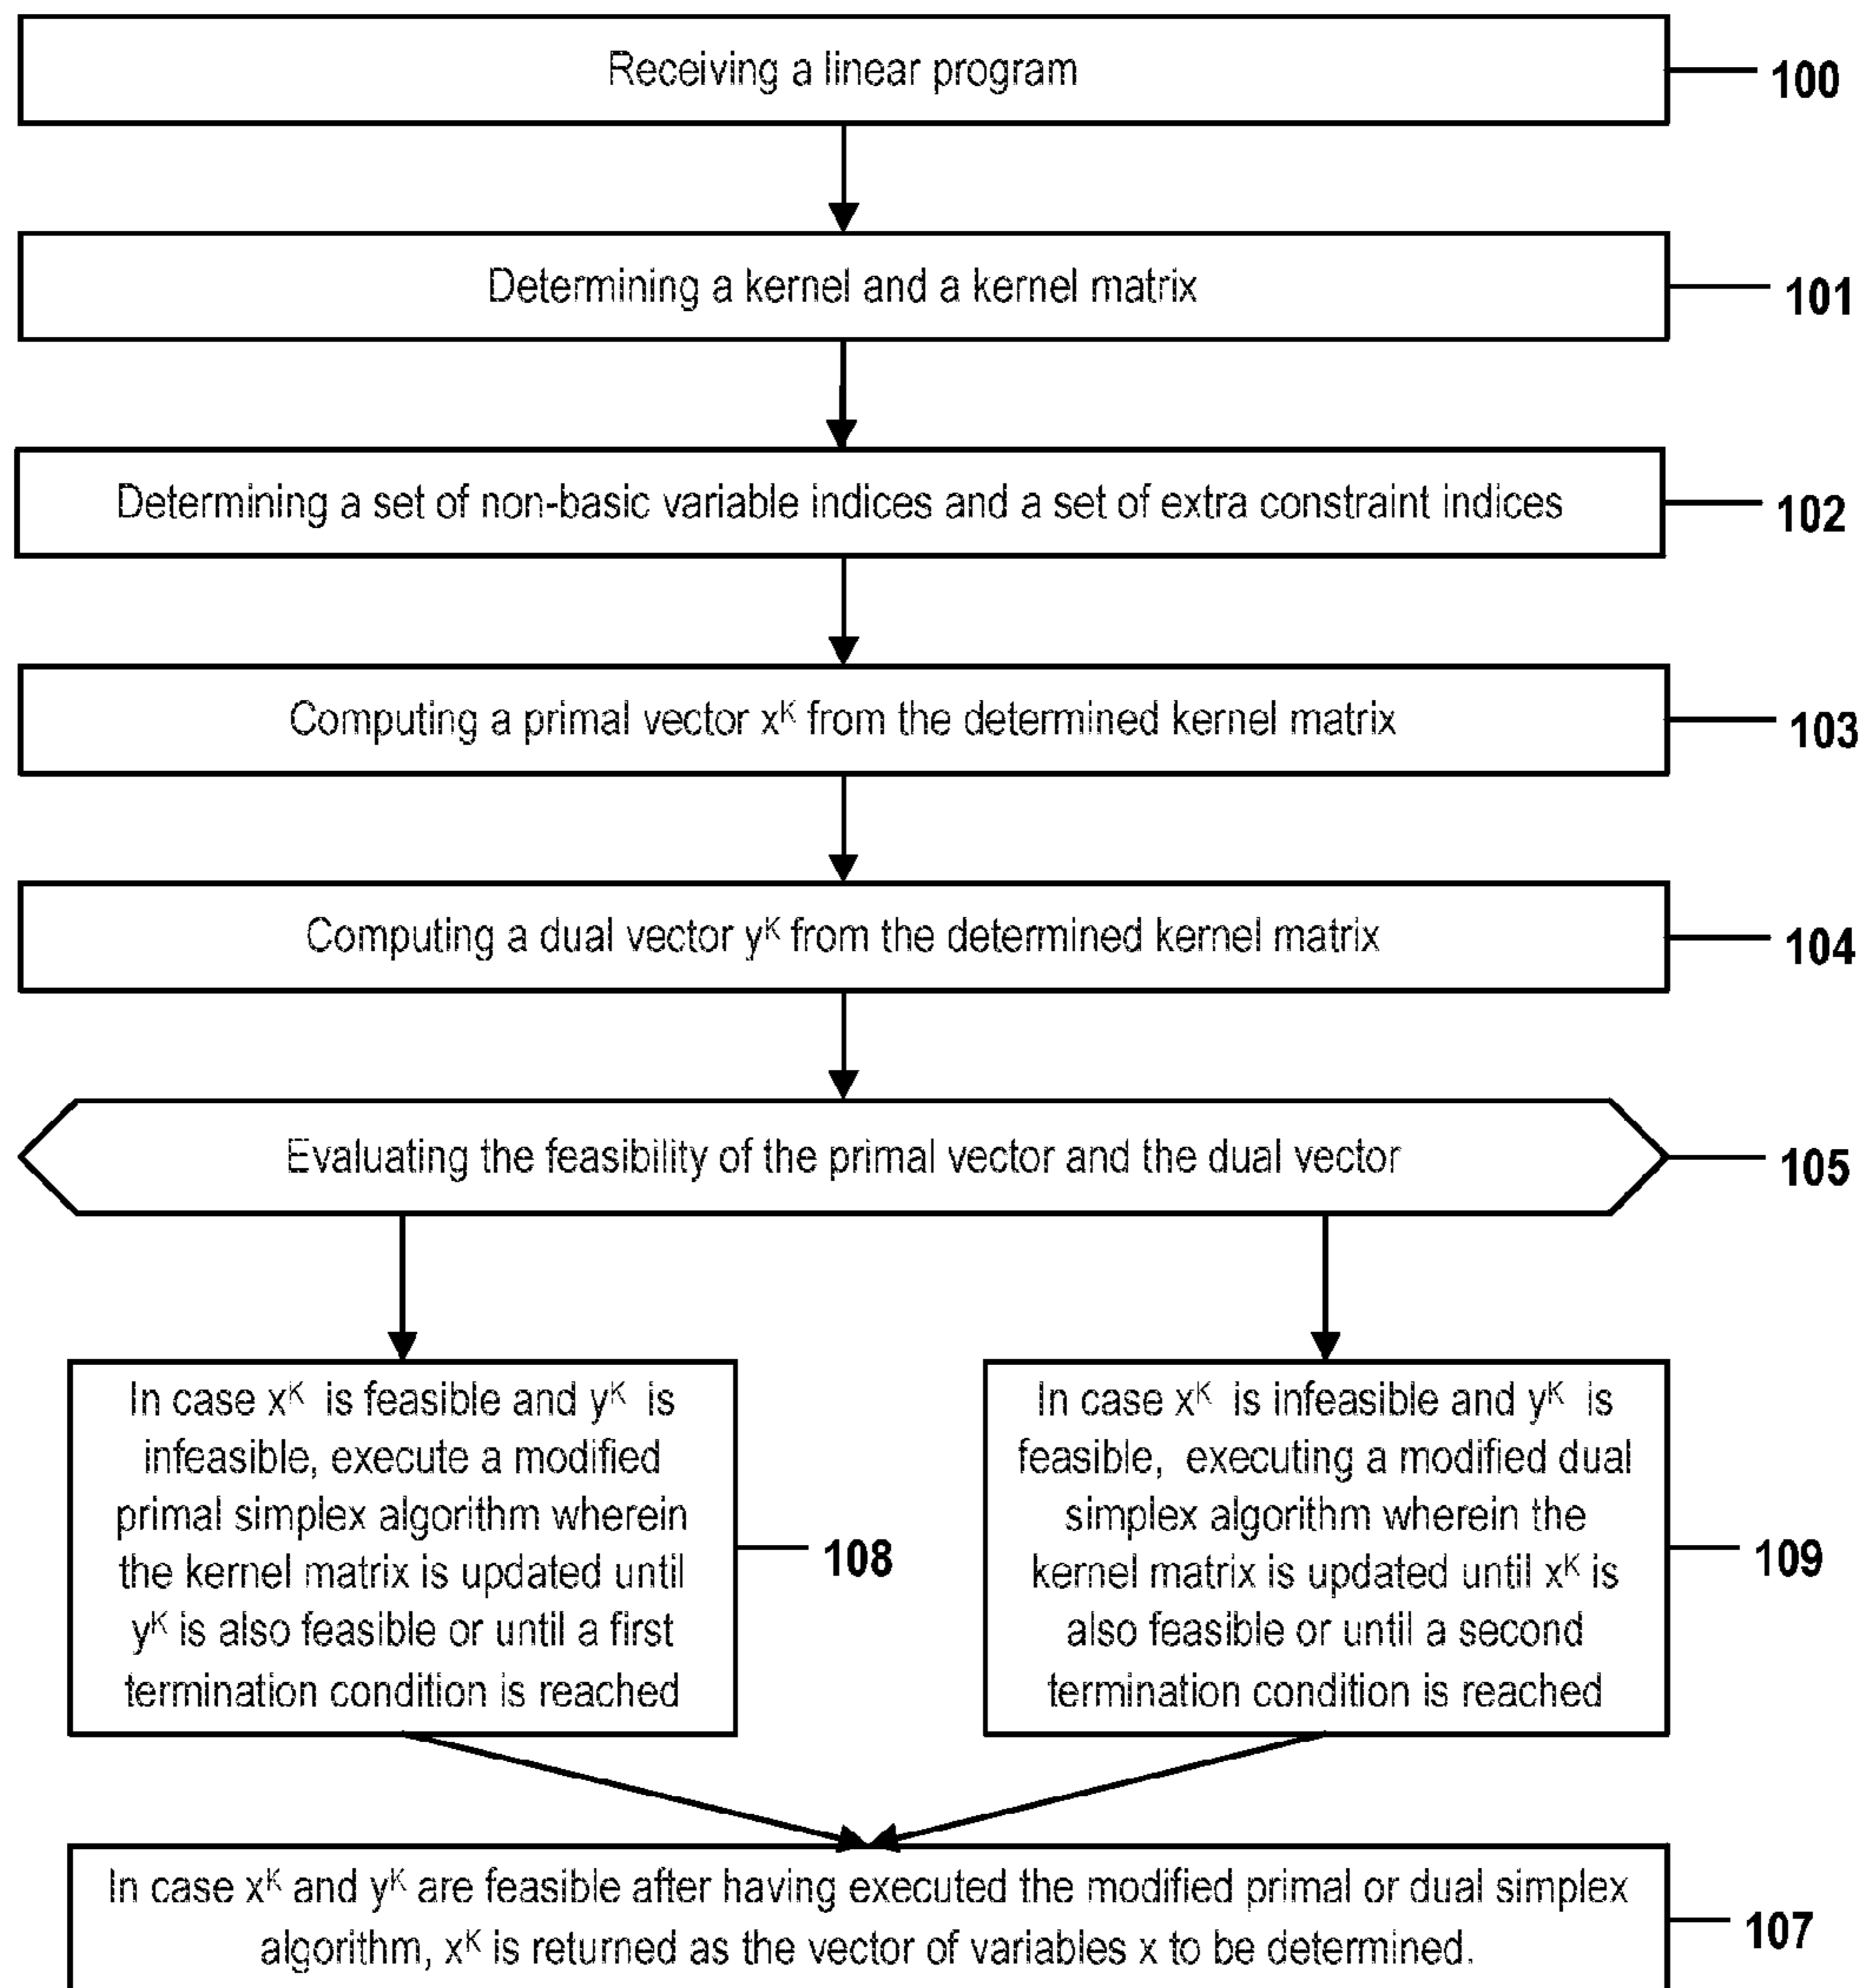 Receiving a linear program
100
Determining a kernel and a kernel matrix
101
Determining a set of non-basic variable indices and a set of extra constraint indices
102
Computing a primal vector xᴷ from the determined kernel matrix
103
Computing a dual vector yᴷ from the determined kernel matrix
104
Evaluating the feasibility of the primal vector and the dual vector
105
In case xᴷ is feasible and yᴷ is
infeasible, execute a modified
primal simplex algorithm wherein
the kernel matrix is updated until
yᴷ is also feasible or until a first
termination condition is reached
108
In case xᴷ is infeasible and yᴷ is
feasible, executing a modified dual
simplex algorithm wherein the
kernel matrix is updated until xᴷ is
also feasible or until a second
termination condition is reached
109
In case xᴷ and yᴷ are feasible after having executed the modified primal or dual simplex
algorithm, xᴷ is returned as the vector of variables x to be determined.
107